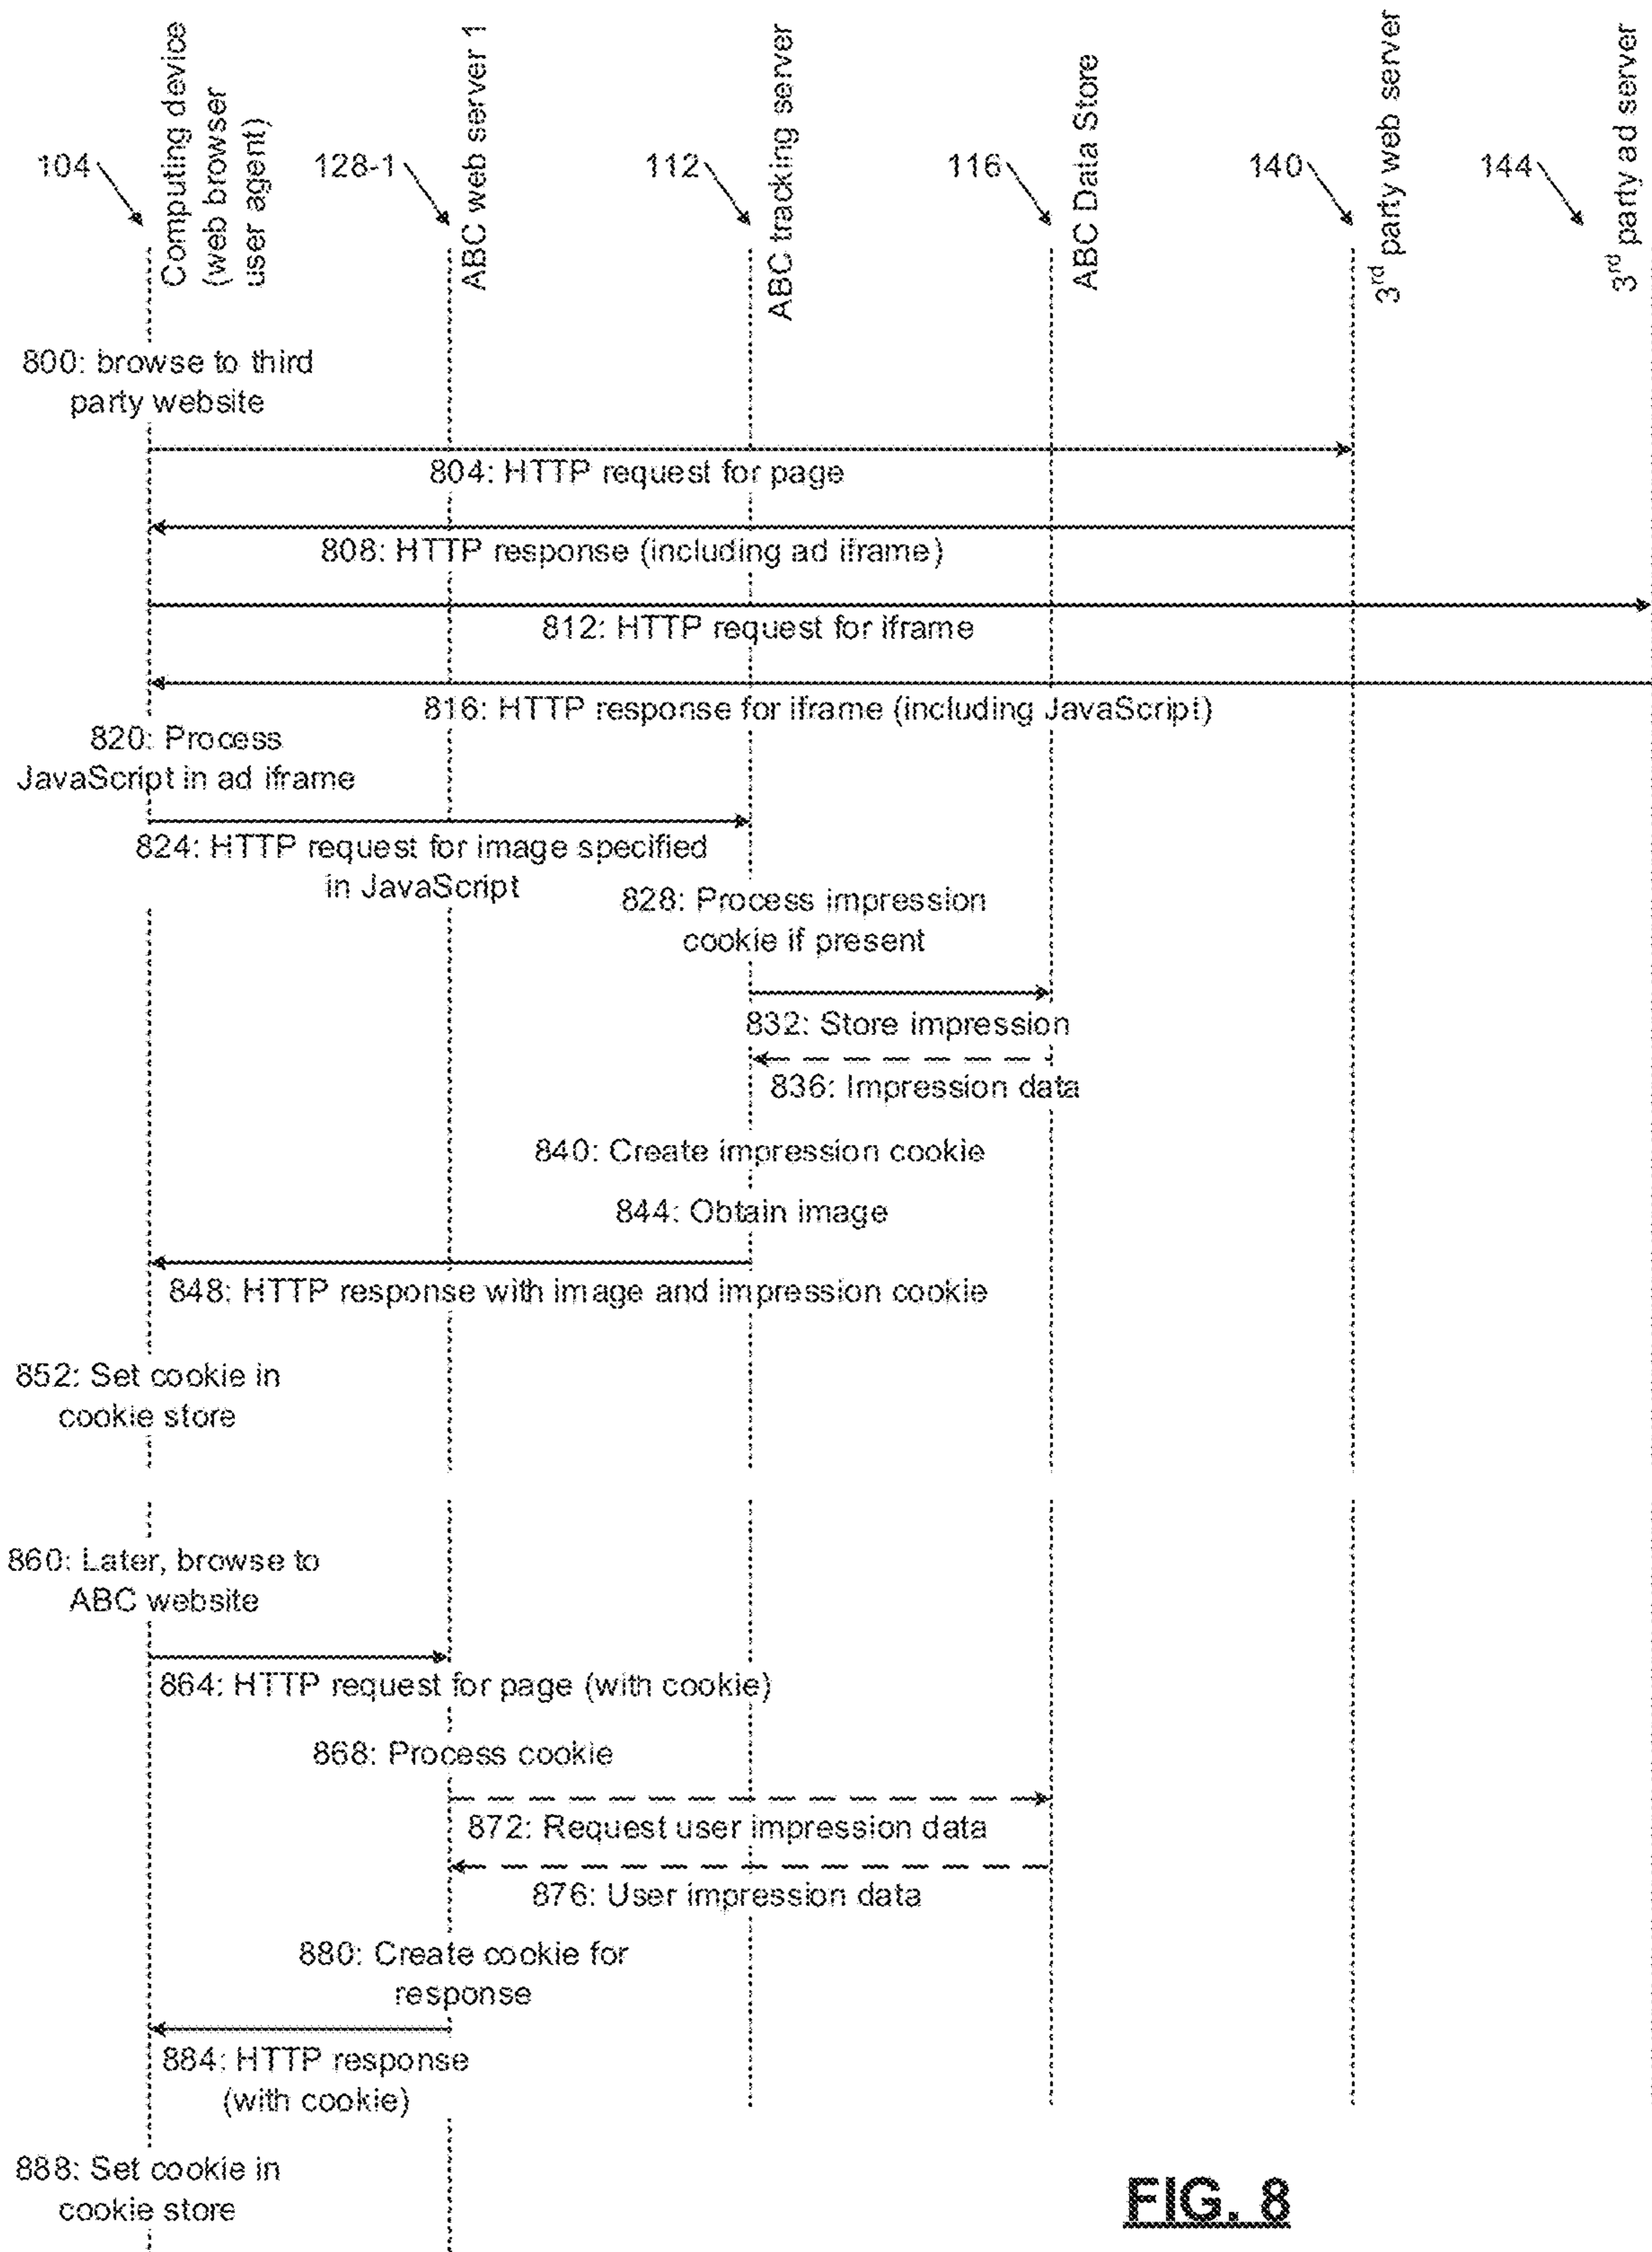 104
Computing device
(web browser
user agent)
128-1
ABC web server 1
112
ABC tracking server
116
ABC Data Store
140
3rd party web server
144
3rd party ad server
800: browse to third
party website
804: HTTP request for page
808: HTTP response (including ad iframe)
812: HTTP request for iframe
816: HTTP response for iframe (including JavaScript)
820: Process
JavaScript in ad iframe
824: HTTP request for image specified
in JavaScript
828: Process impression
cookie if present
832: Store impression
836: Impression data
840: Create impression cookie
844: Obtain image
848: HTTP response with image and impression cookie
852: Set cookie in
cookie store
860: Later, browse to
ABC website
864: HTTP request for page (with cookie)
868: Process cookie
872: Request user impression data
876: User impression data
880: Create cookie for
response
884: HTTP response
(with cookie)
888: Set cookie in
cookie store
FIG. 8